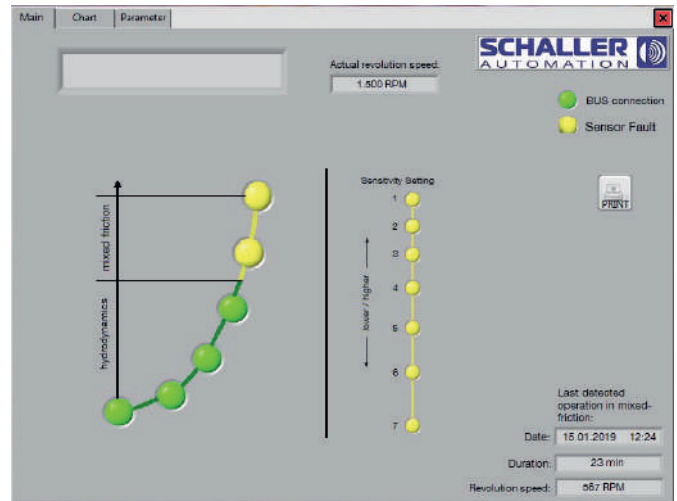 Main Chart Parameter
SCHALLER
AUTOMATION
Actual revolution speed:
1.500 RPM
BUS connection
Sensor Fault
PRINT
mixed friction
hydrodynamics
Sensitivity Setting
1
2
3
4
5
6
7
lower / higher
Last detected
operation in mixed-
friction:
Date: 15.01.2019 12:24
Duration: 23 min
Revolution speed: 587 RPM